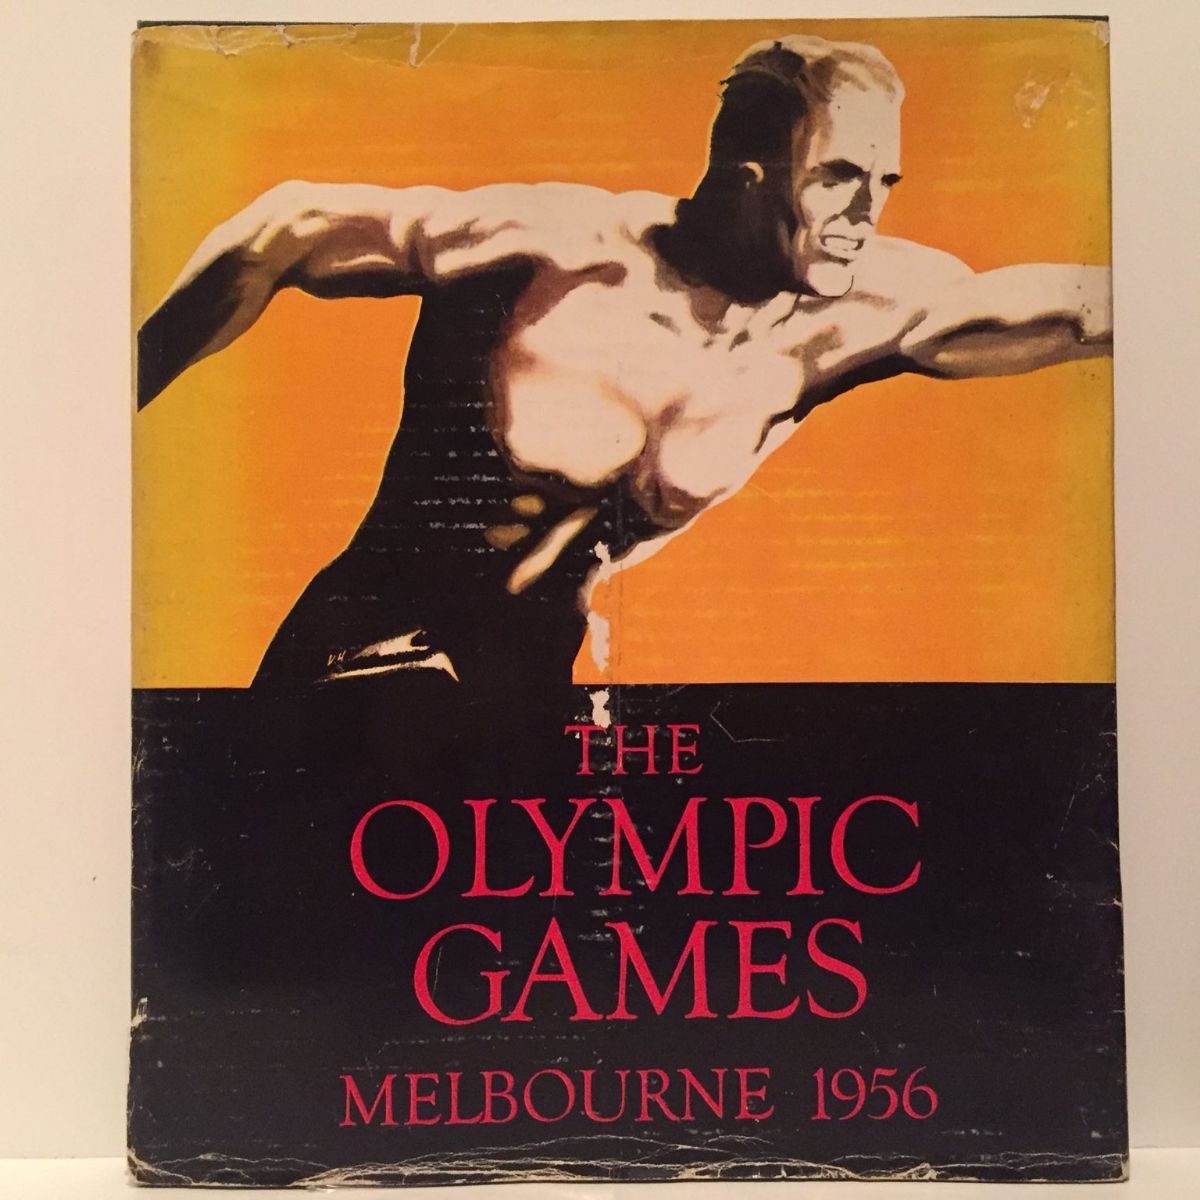 V.H
THE
OLYMPIC
GAMES
MELBOURNE 1956